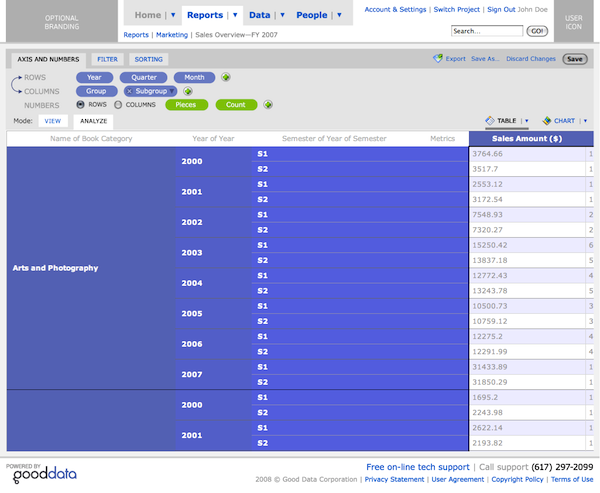 OPTIONAL BRANDING
Home | ▼ Reports | ▼ Data | ▼ People | ▼
Account & Settings | Switch Project | Sign Out John Doe
USER ICON
Reports | Marketing | Sales Overview—FY 2007
Search... GO!
AXIS AND NUMBERS FILTER SORTING
Export Save As... Discard Changes Save
ROWS Year Quarter Month
COLUMNS Group Subgroup
NUMBERS ROWS COLUMNS Pieces Count
Mode: VIEW ANALYZE
TABLE | ▼ CHART | ▼
Name of Book Category Year of Year Semester of Year of Semester Metrics Sales Amount ($)
Arts and Photography
2000 S1 3764.66 1
S2 3517.7 1
2001 S1 2553.12 1
S2 3172.54 1
2002 S1 7548.93 2
S2 7320.27 2
2003 S1 15250.42 6
S2 13837.18 5
2004 S1 12772.43 4
S2 13243.78 5
2005 S1 10500.73 3
S2 10759.12 3
2006 S1 12275.2 4
S2 12291.99 4
2007 S1 31433.89 1
S2 31850.29 1
2000 S1 1695.2 1
S2 2243.98 1
2001 S1 2622.14 1
S2 2193.82 1
POWERED BY
gooddata
Free on-line tech support | Call support (617) 297-2099
2008 © Good Data Corporation | Privacy Statement | User Agreement | Copyright Policy | Terms of Use